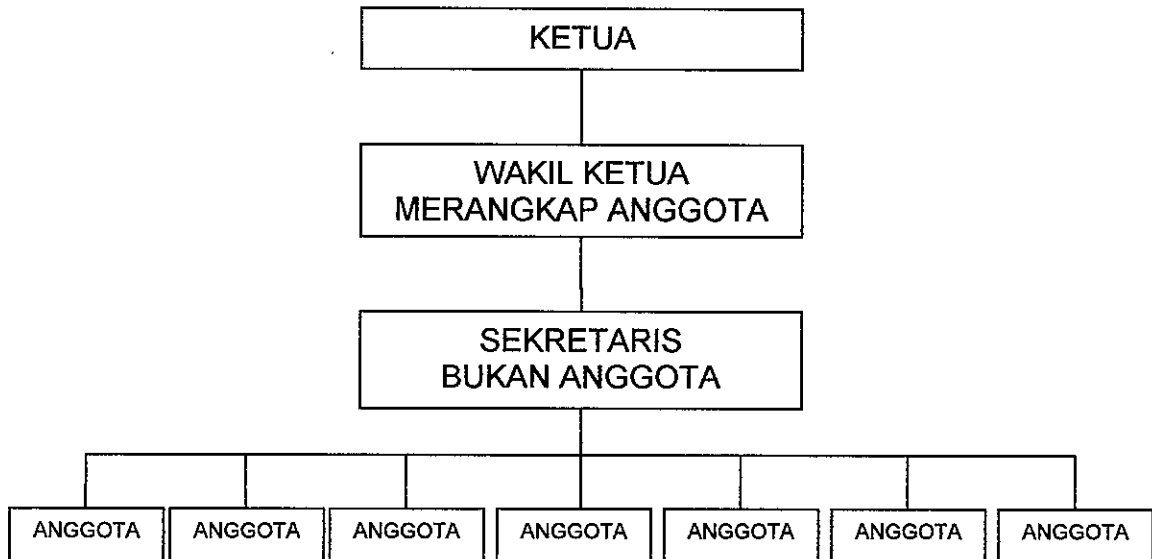 KETUA
WAKIL KETUA
MERANGKAP ANGGOTA
SEKRETARIS
BUKAN ANGGOTA
ANGGOTA ANGGOTA ANGGOTA ANGGOTA ANGGOTA ANGGOTA ANGGOTA